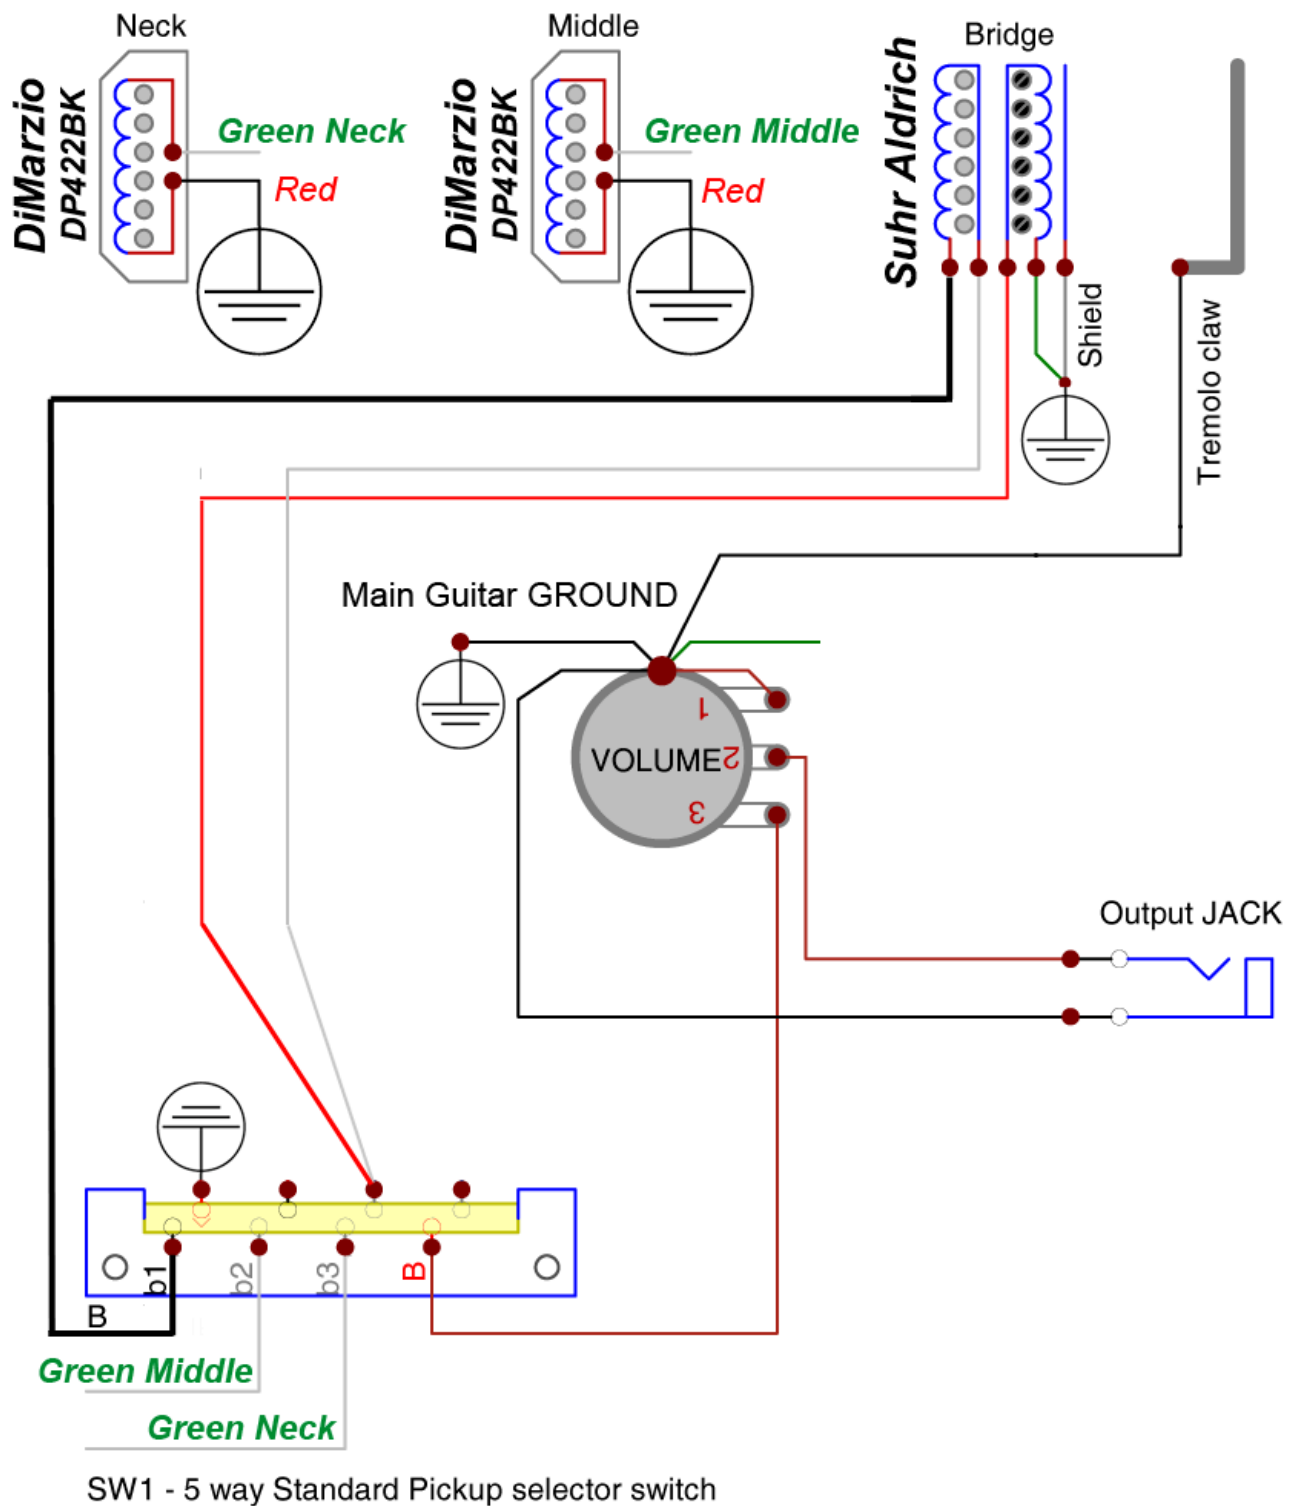 Neck
Middle
Bridge
DiMarzio
DP422BK
Green Neck
Red
DiMarzio
DP422BK
Green Middle
Red
Suhr Aldrich
Shield
Tremolo claw
Main Guitar GROUND
1
VOLUME 2
3
Output JACK
b1
b2
b3
B
B
Green Middle
Green Neck
SW1 - 5 way Standard Pickup selector switch